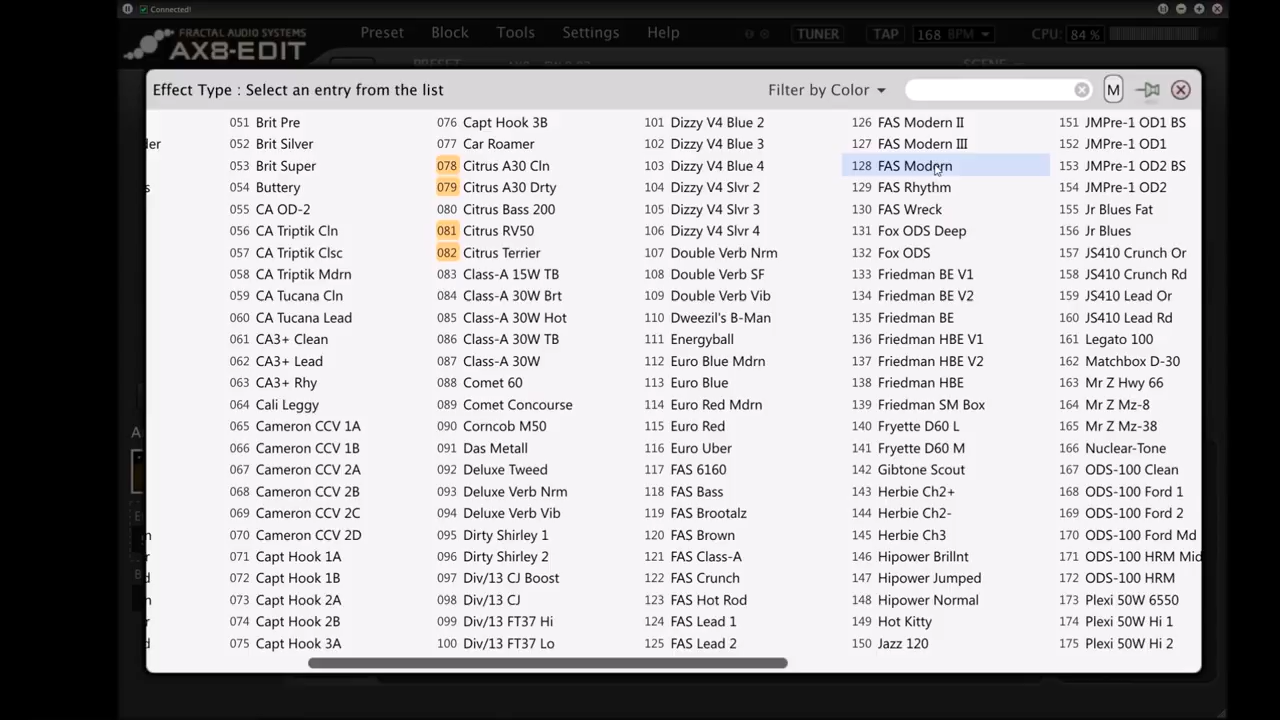 Connected!
FRACTAL AUDIO SYSTEMS
AX8-EDIT
Preset Block Tools Settings Help TUNER TAP 168 BPM CPU: 84 %
Effect Type : Select an entry from the list Filter by Color M
051 Brit Pre 076 Capt Hook 3B 101 Dizzy V4 Blue 2 126 FAS Modern II 151 JMPre-1 OD1 BS
der 052 Brit Silver 077 Car Roamer 102 Dizzy V4 Blue 3 127 FAS Modern III 152 JMPre-1 OD1
053 Brit Super 078 Citrus A30 Cln 103 Dizzy V4 Blue 4 128 FAS Modern 153 JMPre-1 OD2 BS
s 054 Buttery 079 Citrus A30 Drty 104 Dizzy V4 Slvr 2 129 FAS Rhythm 154 JMPre-1 OD2
055 CA OD-2 080 Citrus Bass 200 105 Dizzy V4 Slvr 3 130 FAS Wreck 155 Jr Blues Fat
056 CA Triptik Cln 081 Citrus RV50 106 Dizzy V4 Slvr 4 131 Fox ODS Deep 156 Jr Blues
057 CA Triptik Clsc 082 Citrus Terrier 107 Double Verb Nrm 132 Fox ODS 157 JS410 Crunch Or
058 CA Triptik Mdrn 083 Class-A 15W TB 108 Double Verb SF 133 Friedman BE V1 158 JS410 Crunch Rd
059 CA Tucana Cln 084 Class-A 30W Brt 109 Double Verb Vib 134 Friedman BE V2 159 JS410 Lead Or
060 CA Tucana Lead 085 Class-A 30W Hot 110 Dweezil's B-Man 135 Friedman BE 160 JS410 Lead Rd
061 CA3+ Clean 086 Class-A 30W TB 111 Energyball 136 Friedman HBE V1 161 Legato 100
062 CA3+ Lead 087 Class-A 30W 112 Euro Blue Mdrn 137 Friedman HBE V2 162 Matchbox D-30
063 CA3+ Rhy 088 Comet 60 113 Euro Blue 138 Friedman HBE 163 Mr Z Hwy 66
064 Cali Leggy 089 Comet Concourse 114 Euro Red Mdrn 139 Friedman SM Box 164 Mr Z Mz-8
065 Cameron CCV 1A 090 Corncob M50 115 Euro Red 140 Fryette D60 L 165 Mr Z Mz-38
066 Cameron CCV 1B 091 Das Metall 116 Euro Uber 141 Fryette D60 M 166 Nuclear-Tone
067 Cameron CCV 2A 092 Deluxe Tweed 117 FAS 6160 142 Gibtone Scout 167 ODS-100 Clean
068 Cameron CCV 2B 093 Deluxe Verb Nrm 118 FAS Bass 143 Herbie Ch2+ 168 ODS-100 Ford 1
069 Cameron CCV 2C 094 Deluxe Verb Vib 119 FAS Brootalz 144 Herbie Ch2- 169 ODS-100 Ford 2
070 Cameron CCV 2D 095 Dirty Shirley 1 120 FAS Brown 145 Herbie Ch3 170 ODS-100 Ford Md
071 Capt Hook 1A 096 Dirty Shirley 2 121 FAS Class-A 146 Hipower Brillnt 171 ODS-100 HRM Mid
072 Capt Hook 1B 097 Div/13 CJ Boost 122 FAS Crunch 147 Hipower Jumped 172 ODS-100 HRM
073 Capt Hook 2A 098 Div/13 CJ 123 FAS Hot Rod 148 Hipower Normal 173 Plexi 50W 6550
074 Capt Hook 2B 099 Div/13 FT37 Hi 124 FAS Lead 1 149 Hot Kitty 174 Plexi 50W Hi 1
075 Capt Hook 3A 100 Div/13 FT37 Lo 125 FAS Lead 2 150 Jazz 120 175 Plexi 50W Hi 2